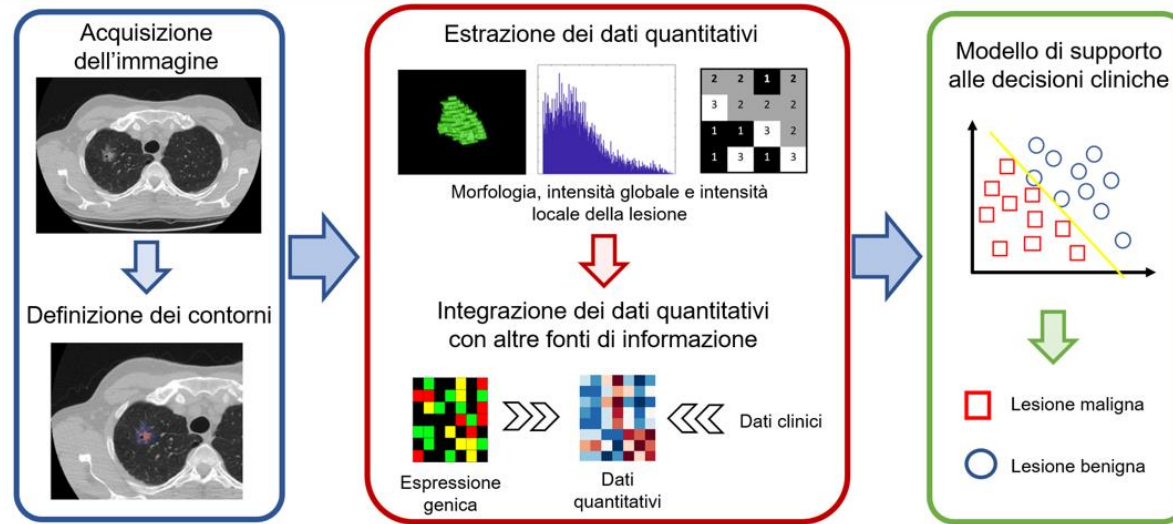 Acquisizione
dell'immagine
Definizione dei contorni
Estrazione dei dati quantitativi
2 2 1 2
3 2 2 2
1 1 3 2
1 3 1 3
Morfologia, intensità globale e intensità
locale della lesione
Integrazione dei dati quantitativi
con altre fonti di informazione
Dati clinici
Espressione
genica
Dati
quantitativi
Modello di supporto
alle decisioni cliniche
Lesione maligna
Lesione benigna